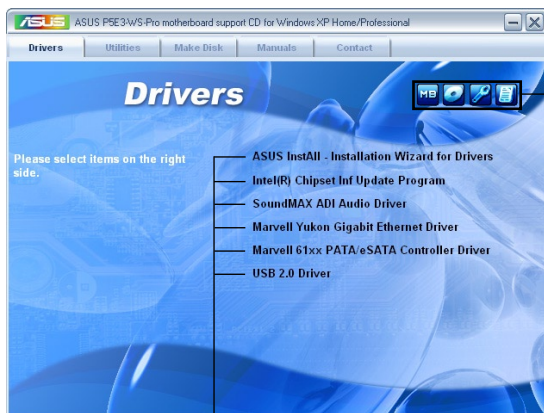 ASUS ASUS P5E3-WS-Pro motherboard support CD for Windows XP Home/Professional
Drivers Utilities Make Disk Manuals Contact
Drivers
MB
Please select items on the right
side.
ASUS InstAll - Installation Wizard for Drivers
Intel(R) Chipset Inf Update Program
SoundMAX ADI Audio Driver
Marvell Yukon Gigabit Ethernet Driver
Marvell 61xx PATA/eSATA Controller Driver
USB 2.0 Driver